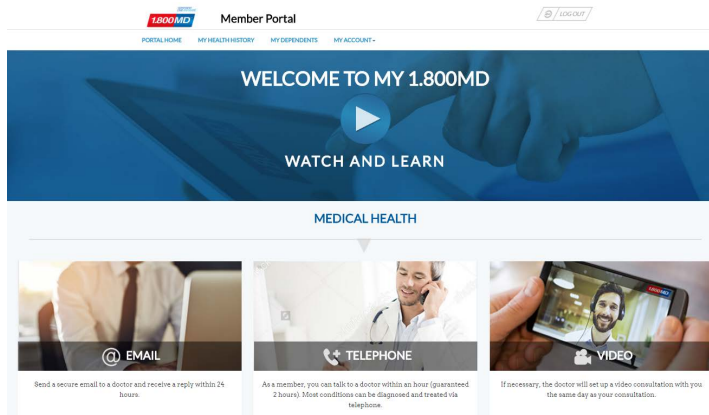 1.800MD
Member Portal
LOG OUT
PORTAL HOME MY HEALTH HISTORY MY DEPENDENTS MY ACCOUNT
WELCOME TO MY 1.800MD
WATCH AND LEARN
MEDICAL HEALTH
EMAIL
Send a secure email to a doctor and receive a reply within 24
hours.
TELEPHONE
As a member, you can talk to a doctor within an hour (guaranteed
2 hours). Most conditions can be diagnosed and treated via
telephone.
1.800MD
VIDEO
If necessary, the doctor will set up a video consultation with you
the same day as your consultation.